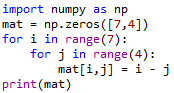 import numpy as np
mat = np.zeros([7,4])
for i in range(7):
    for j in range(4):
        mat[i,j] = i - j
print(mat)